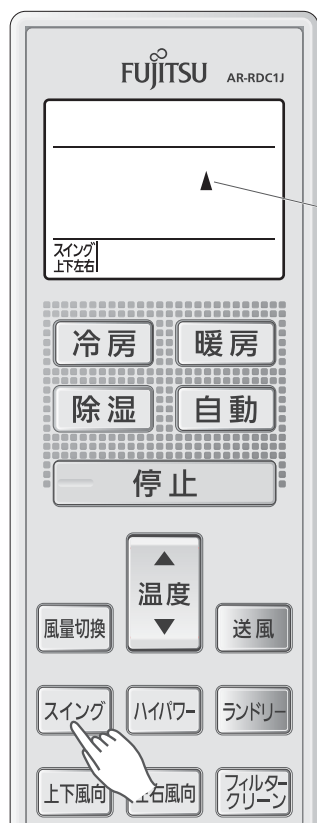 FUJITSU AR-RDC1J
スイング
上下左右
冷房 暖房
除湿 自動
停止
温度
風量切換 送風
スイング ハイパワー ランドリー
上下風向 左右風向 フィルター
クリーン